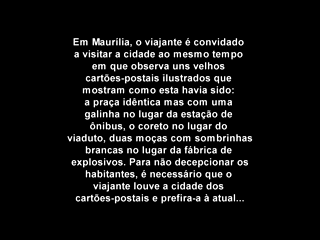 Em Maurília, o viajante é convidado
a visitar a cidade ao mesmo tempo
em que observa uns velhos
cartões-postais ilustrados que
mostram como esta havia sido:
a praça idêntica mas com uma
galinha no lugar da estação de
ônibus, o coreto no lugar do
viaduto, duas moças com sombrinhas
brancas no lugar da fábrica de
explosivos. Para não decepcionar os
habitantes, é necessário que o
viajante louve a cidade dos
cartões-postais e prefira-a à atual...